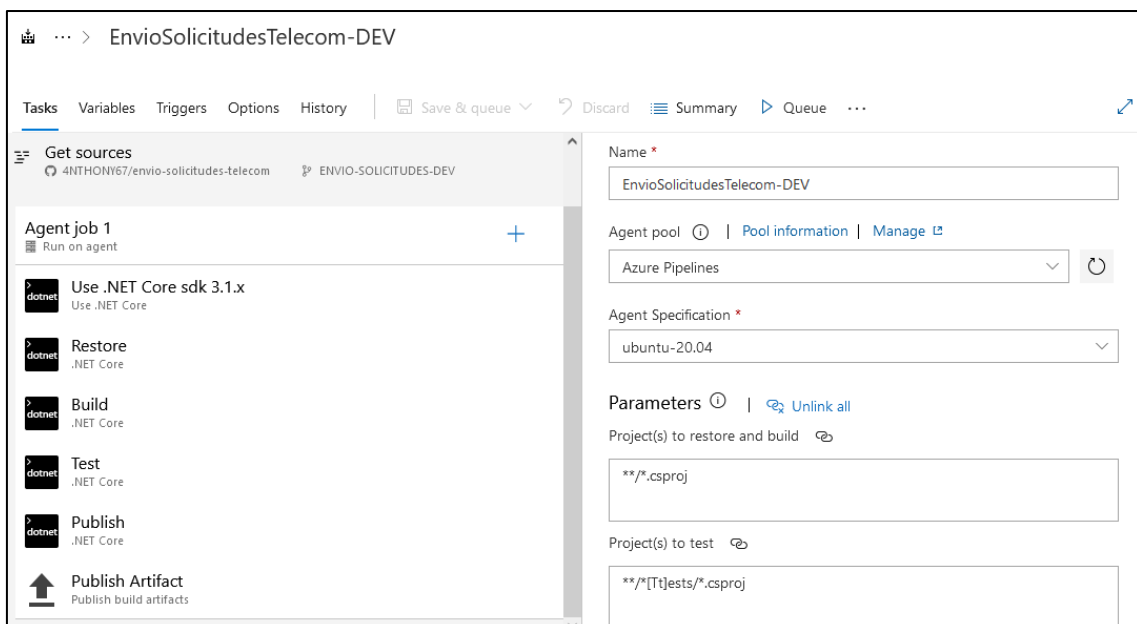 ··· > EnvioSolicitudesTelecom-DEV
Tasks Variables Triggers Options History Save & queue Discard Summary Queue ···
Get sources
4NTHONY67/envio-solicitudes-telecom ENVIO-SOLICITUDES-DEV
Agent job 1
Run on agent
dotnet Use .NET Core sdk 3.1.x
Use .NET Core
dotnet Restore
.NET Core
dotnet Build
.NET Core
dotnet Test
.NET Core
dotnet Publish
.NET Core
Publish Artifact
Publish build artifacts
Name *
EnvioSolicitudesTelecom-DEV
Agent pool | Pool information | Manage
Azure Pipelines
Agent Specification *
ubuntu-20.04
Parameters | Unlink all
Project(s) to restore and build
**/*.csproj
Project(s) to test
**/*[Tt]ests/*.csproj